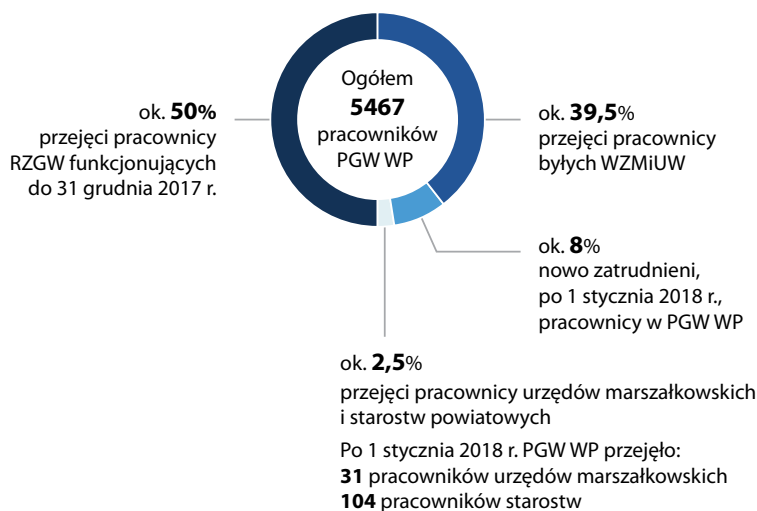 Ogółem
5467
pracowników
PGW WP
ok. 50%
przejęci pracownicy
RZGW funkcjonujących
do 31 grudnia 2017 r.
ok. 39,5%
przejęci pracownicy
byłych WZMiUW
ok. 8%
nowo zatrudnieni,
po 1 stycznia 2018 r.,
pracownicy w PGW WP
ok. 2,5%
przejęci pracownicy urzędów marszałkowskich
i starostw powiatowych
Po 1 stycznia 2018 r. PGW WP przejęło:
31 pracowników urzędów marszałkowskich
104 pracowników starostw